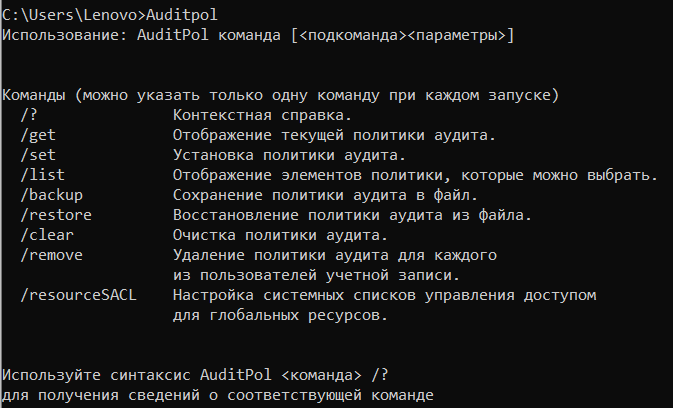 C:\Users\Lenovo>Auditpol
Использование: AuditPol команда [<подкоманда><параметры>]
Команды (можно указать только одну команду при каждом запуске)
/? Контекстная справка.
/get Отображение текущей политики аудита.
/set Установка политики аудита.
/list Отображение элементов политики, которые можно выбрать.
/backup Сохранение политики аудита в файл.
/restore Восстановление политики аудита из файла.
/clear Очистка политики аудита.
/remove Удаление политики аудита для каждого
из пользователей учетной записи.
/resourceSACL Настройка системных списков управления доступом
для глобальных ресурсов.
Используйте синтаксис AuditPol <команда> /?
для получения сведений о соответствующей команде